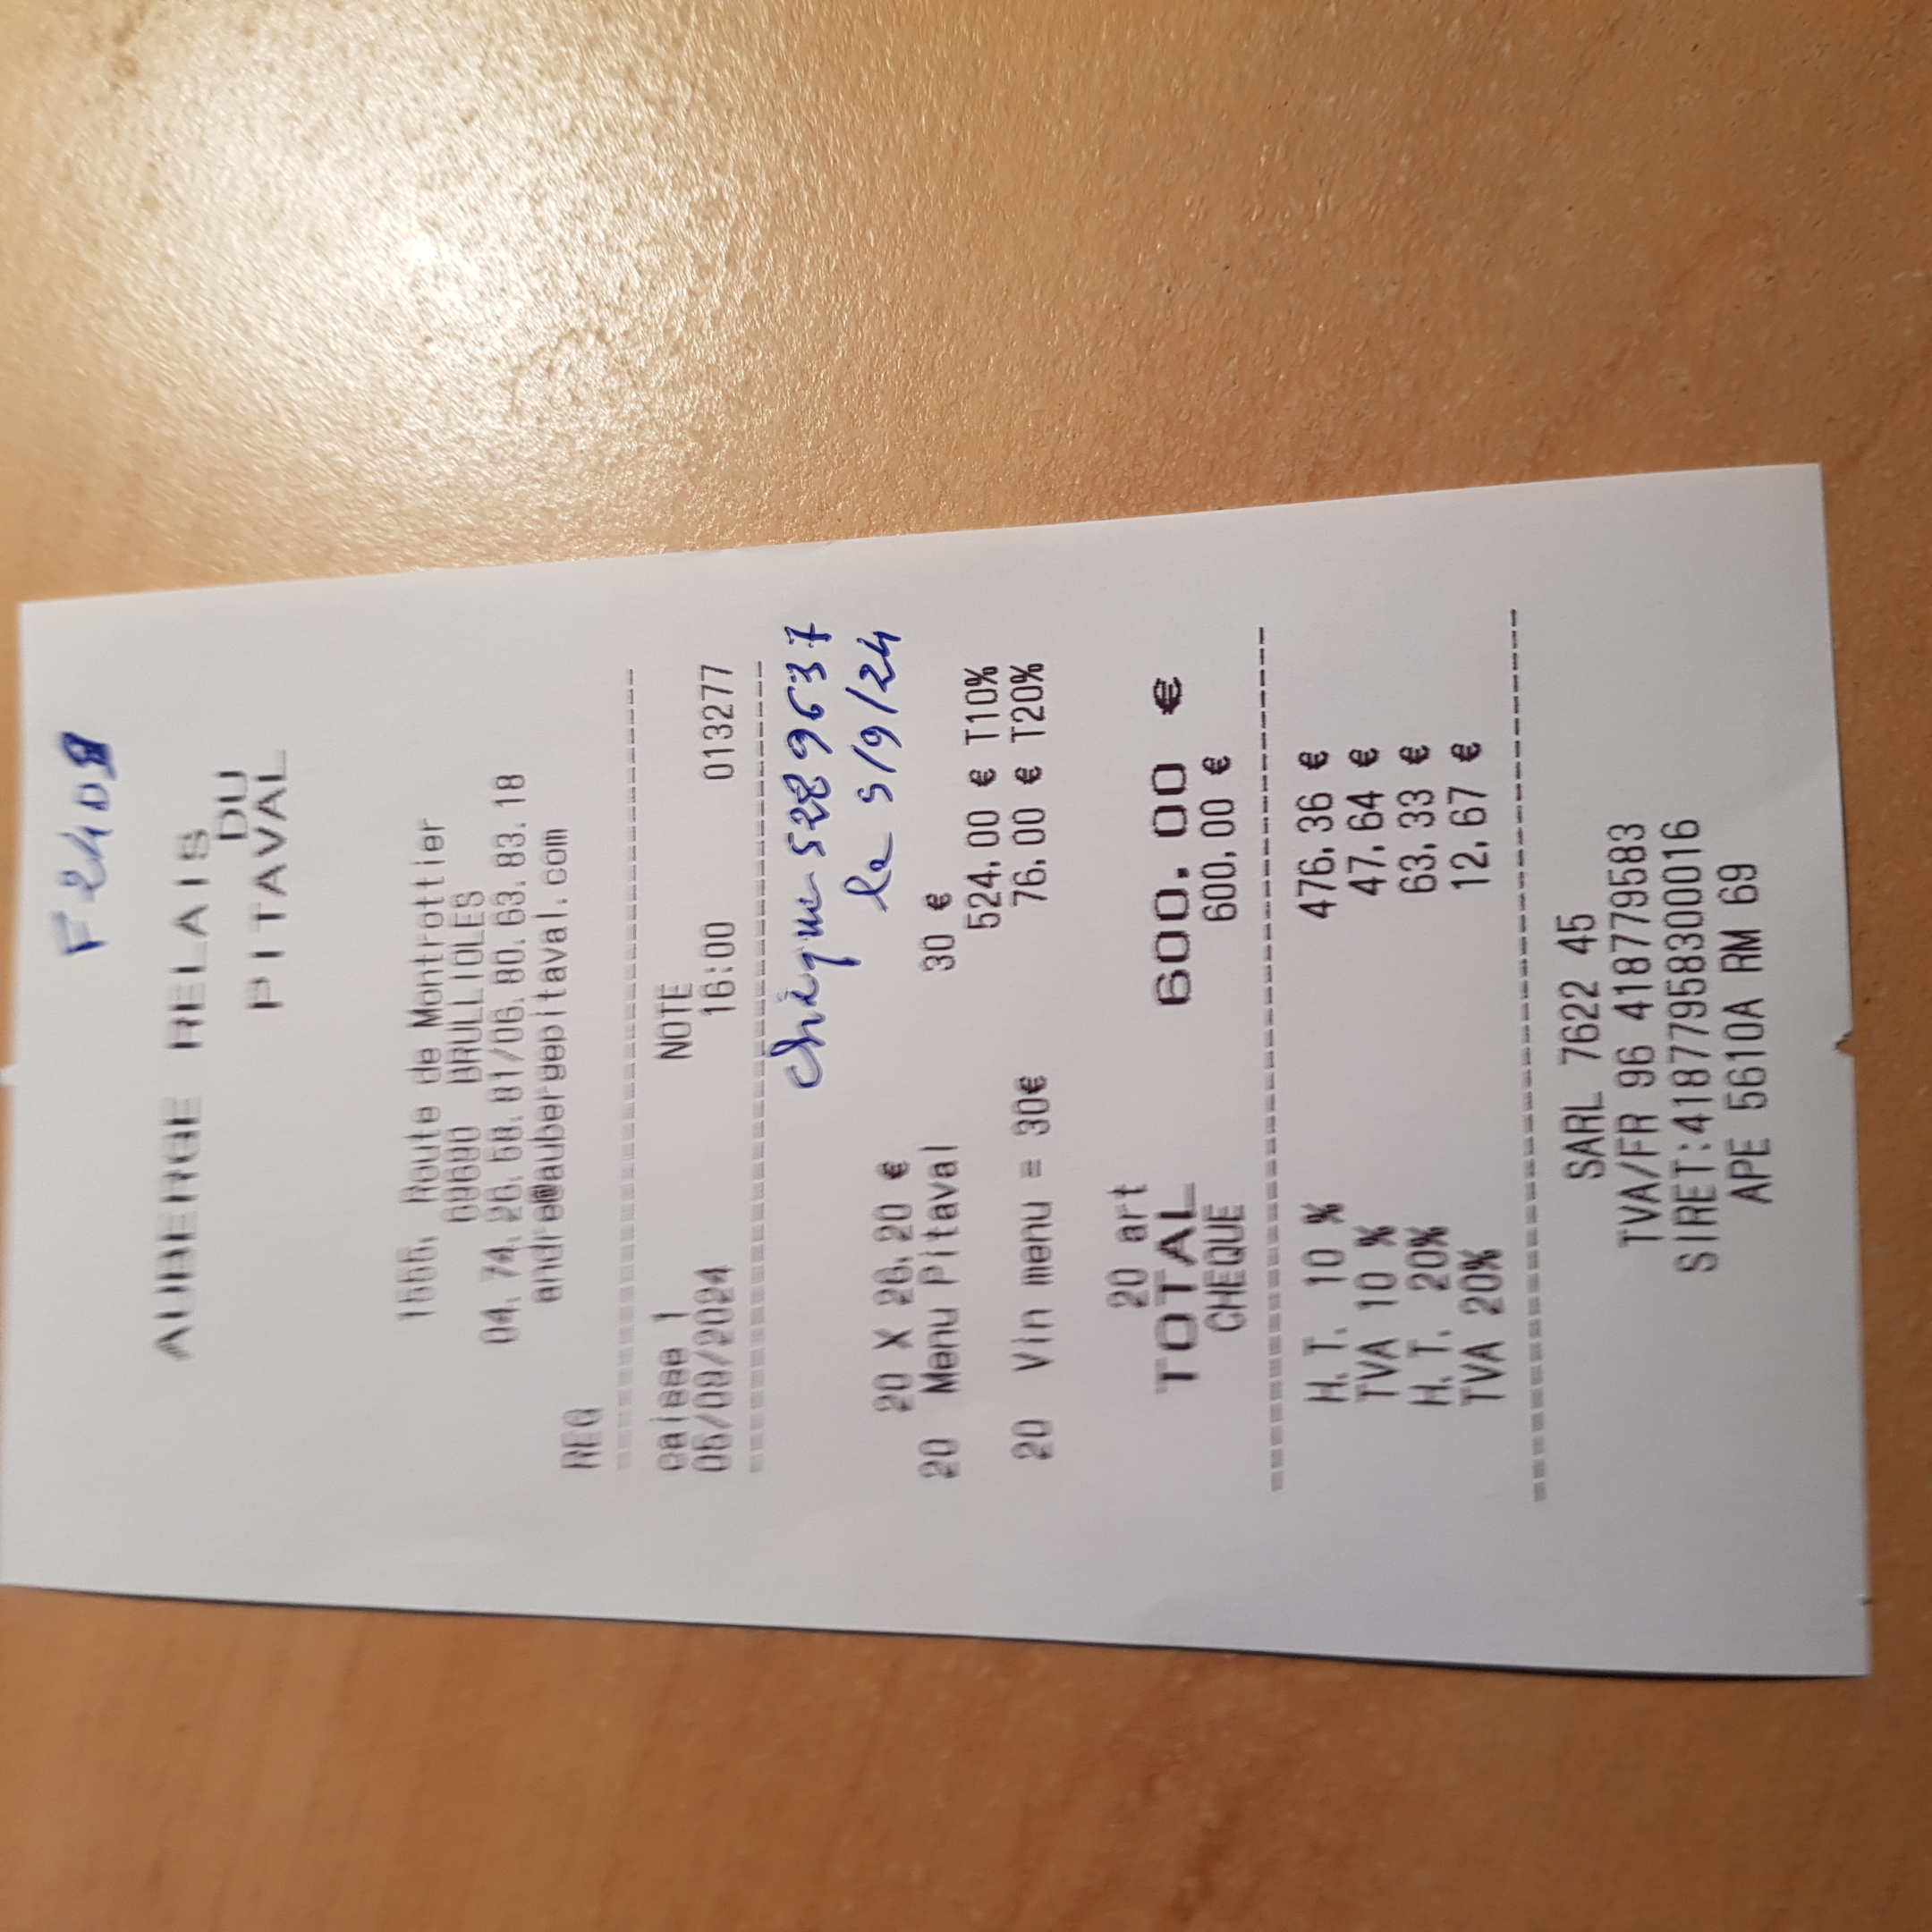 AUBERGE RELAIS
DU
PITAVAL
Route de Montrottier
69690 BRULLIOLES
04.74.26.58.81/06.80.63.83.18
andre@aubergepitaval.com
REG
caisse 1 NOTE
05/09/2024 16:00 013277
Chèque 5289637
le 5/9/24
20 X 26,20 €
20 Menu Pitaval 30 €
524,00 € T10%
20 Vin menu = 30€ 76,00 € T20%
20 art
TOTAL 600,00 €
CHEQUE 600,00 €
H.T. 10 % 476,36 €
TVA 10 % 47,64 €
H.T. 20% 63,33 €
TVA 20% 12,67 €
SARL 7622 45
TVA/FR 96 418779583
SIRET:41877958300016
APE 5610A RM 69